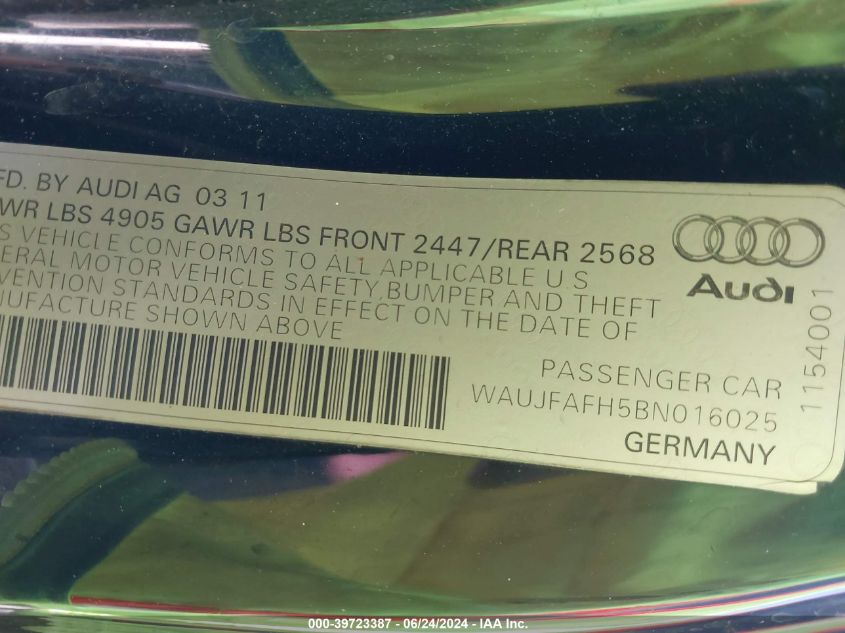 FD. BY AUDI AG 03 11
WR LBS 4905 GAWR LBS FRONT 2447/REAR 2568
S VEHICLE CONFORMS TO ALL APPLICABLE U.S
ERAL MOTOR VEHICLE SAFETY, BUMPER AND THEFT
VENTION STANDARDS IN EFFECT ON THE DATE OF
NUFACTURE SHOWN ABOVE
Audi
PASSENGER CAR
WAUJFAFH5BN016025
GERMANY
1154001
000-39723387 - 06/24/2024 - IAA Inc.